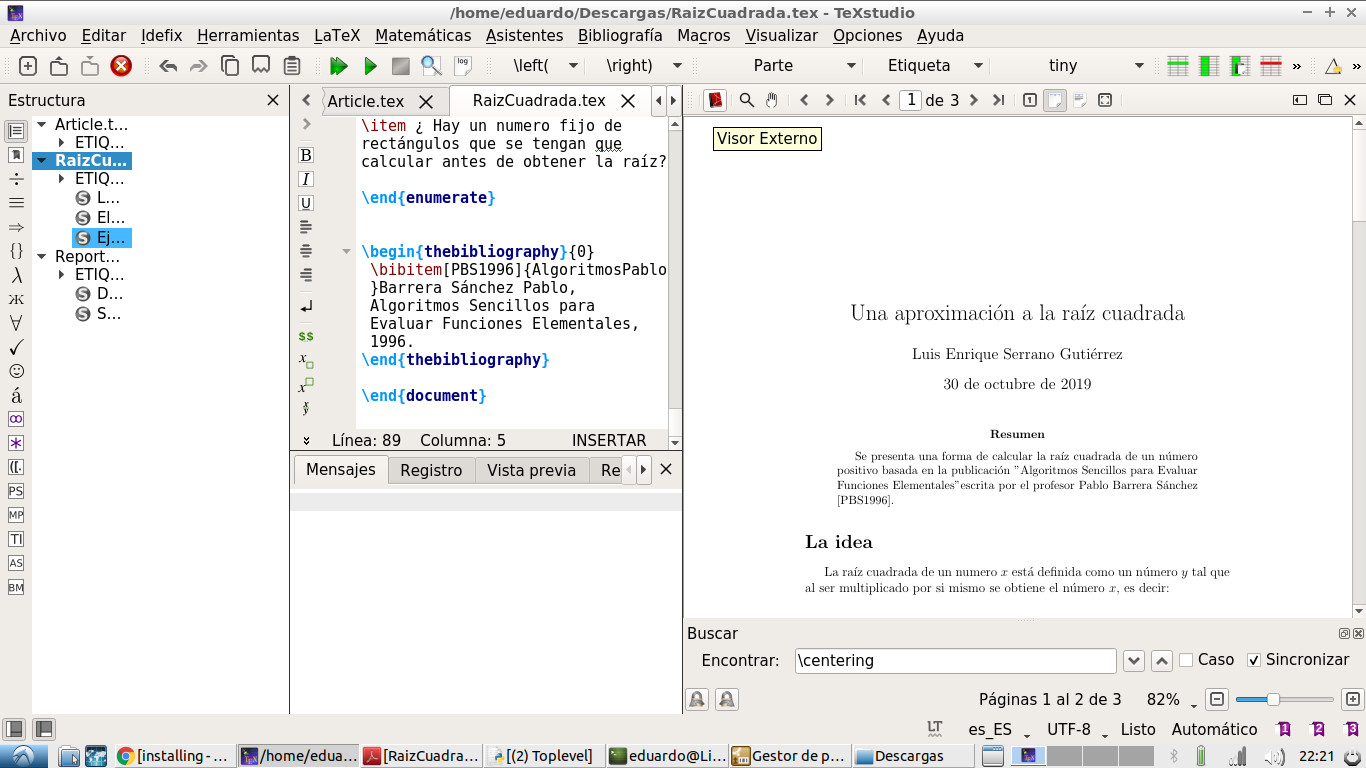 /home/eduardo/Descargas/RaizCuadrada.tex - TeXstudio
Archivo Editar Idefix Herramientas LaTeX Matemáticas Asistentes Bibliografía Macros Visualizar Opciones Ayuda
log \left( \right) Parte Etiqueta tiny » »
Estructura
Article.t...
ETIQ...
RaizCu...
ETIQ...
L...
El...
Ej...
Report...
ETIQ...
D...
S...
PS
MP
TI
AS
BM
Article.tex RaizCuadrada.tex
B
I
U
$$
\item ¿ Hay un numero fijo de
rectángulos que se tengan que
calcular antes de obtener la raíz?
\end{enumerate}
\begin{thebibliography}{0}
\bibitem[PBS1996]{AlgoritmosPablo
}Barrera Sánchez Pablo,
Algoritmos Sencillos para
Evaluar Funciones Elementales,
1996.
\end{thebibliography}
\end{document}
Línea: 89 Columna: 5 INSERTAR
Mensajes Registro Vista previa Re
1 de 3
Visor Externo
Una aproximación a la raíz cuadrada
Luis Enrique Serrano Gutiérrez
30 de octubre de 2019
Resumen
Se presenta una forma de calcular la raíz cuadrada de un número
positivo basada en la publicación ”Algoritmos Sencillos para Evaluar
Funciones Elementales”escrita por el profesor Pablo Barrera Sánchez
[PBS1996].
La idea
La raíz cuadrada de un numero x está definida como un número y tal que
al ser multiplicado por si mismo se obtiene el número x, es decir:
Buscar
Encontrar: \centering Caso Sincronizar
Páginas 1 al 2 de 3 82%
LT es_ES UTF-8 Listo Automático 1 2 3
[installing -... /home/edua... [RaizCuadra... [(2) Toplevel] eduardo@Li... Gestor de p... Descargas 22:21